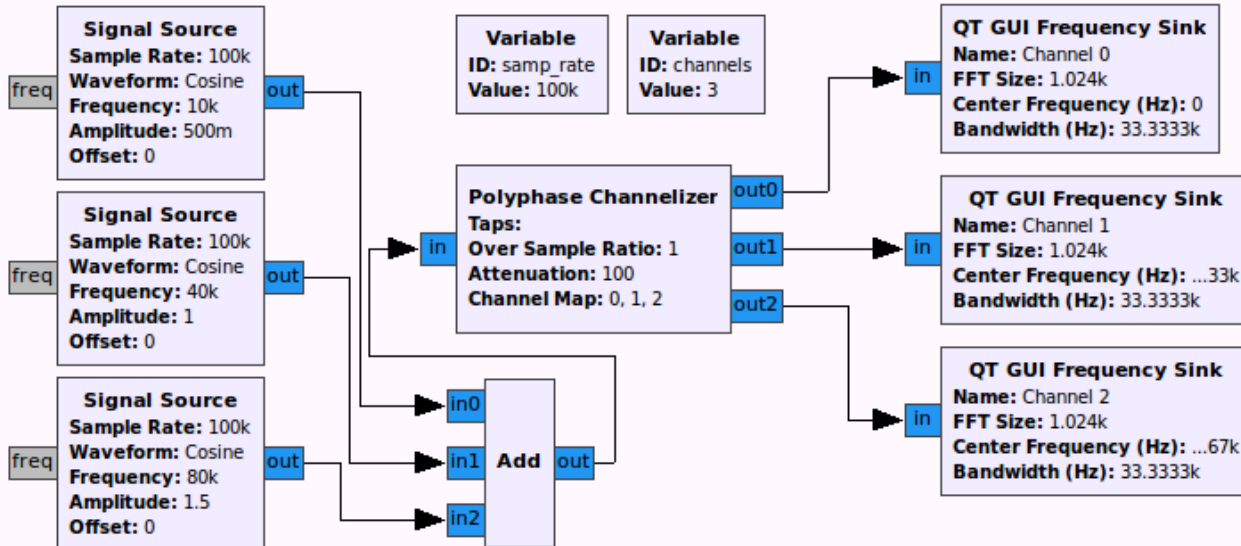 Signal Source
Sample Rate: 100k
Waveform: Cosine
Frequency: 10k
Amplitude: 500m
Offset: 0
freq
out
Signal Source
Sample Rate: 100k
Waveform: Cosine
Frequency: 40k
Amplitude: 1
Offset: 0
freq
out
Signal Source
Sample Rate: 100k
Waveform: Cosine
Frequency: 80k
Amplitude: 1.5
Offset: 0
freq
out
Variable
ID: samp_rate
Value: 100k
Variable
ID: channels
Value: 3
Polyphase Channelizer
Taps:
Over Sample Ratio: 1
Attenuation: 100
Channel Map: 0, 1, 2
in
out0
out1
out2
in0
in1
in2
Add
out
QT GUI Frequency Sink
Name: Channel 0
FFT Size: 1.024k
Center Frequency (Hz): 0
Bandwidth (Hz): 33.3333k
in
QT GUI Frequency Sink
Name: Channel 1
FFT Size: 1.024k
Center Frequency (Hz): ...33k
Bandwidth (Hz): 33.3333k
in
QT GUI Frequency Sink
Name: Channel 2
FFT Size: 1.024k
Center Frequency (Hz): ...67k
Bandwidth (Hz): 33.3333k
in